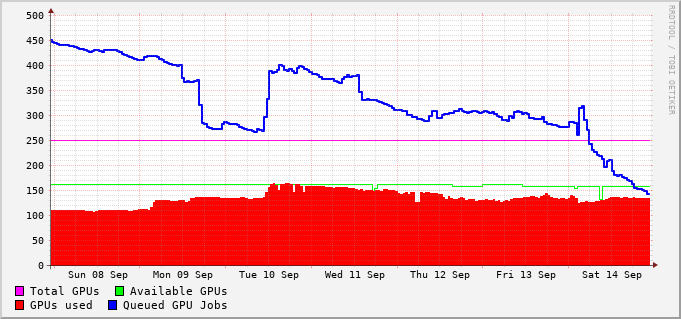 500
450
400
350
300
250
200
150
100
50
0
Sun 08 Sep Mon 09 Sep Tue 10 Sep Wed 11 Sep Thu 12 Sep Fri 13 Sep Sat 14 Sep
Total GPUs Available GPUs
GPUs used Queued GPU Jobs
RRDTOOL / TOBI OETIKER